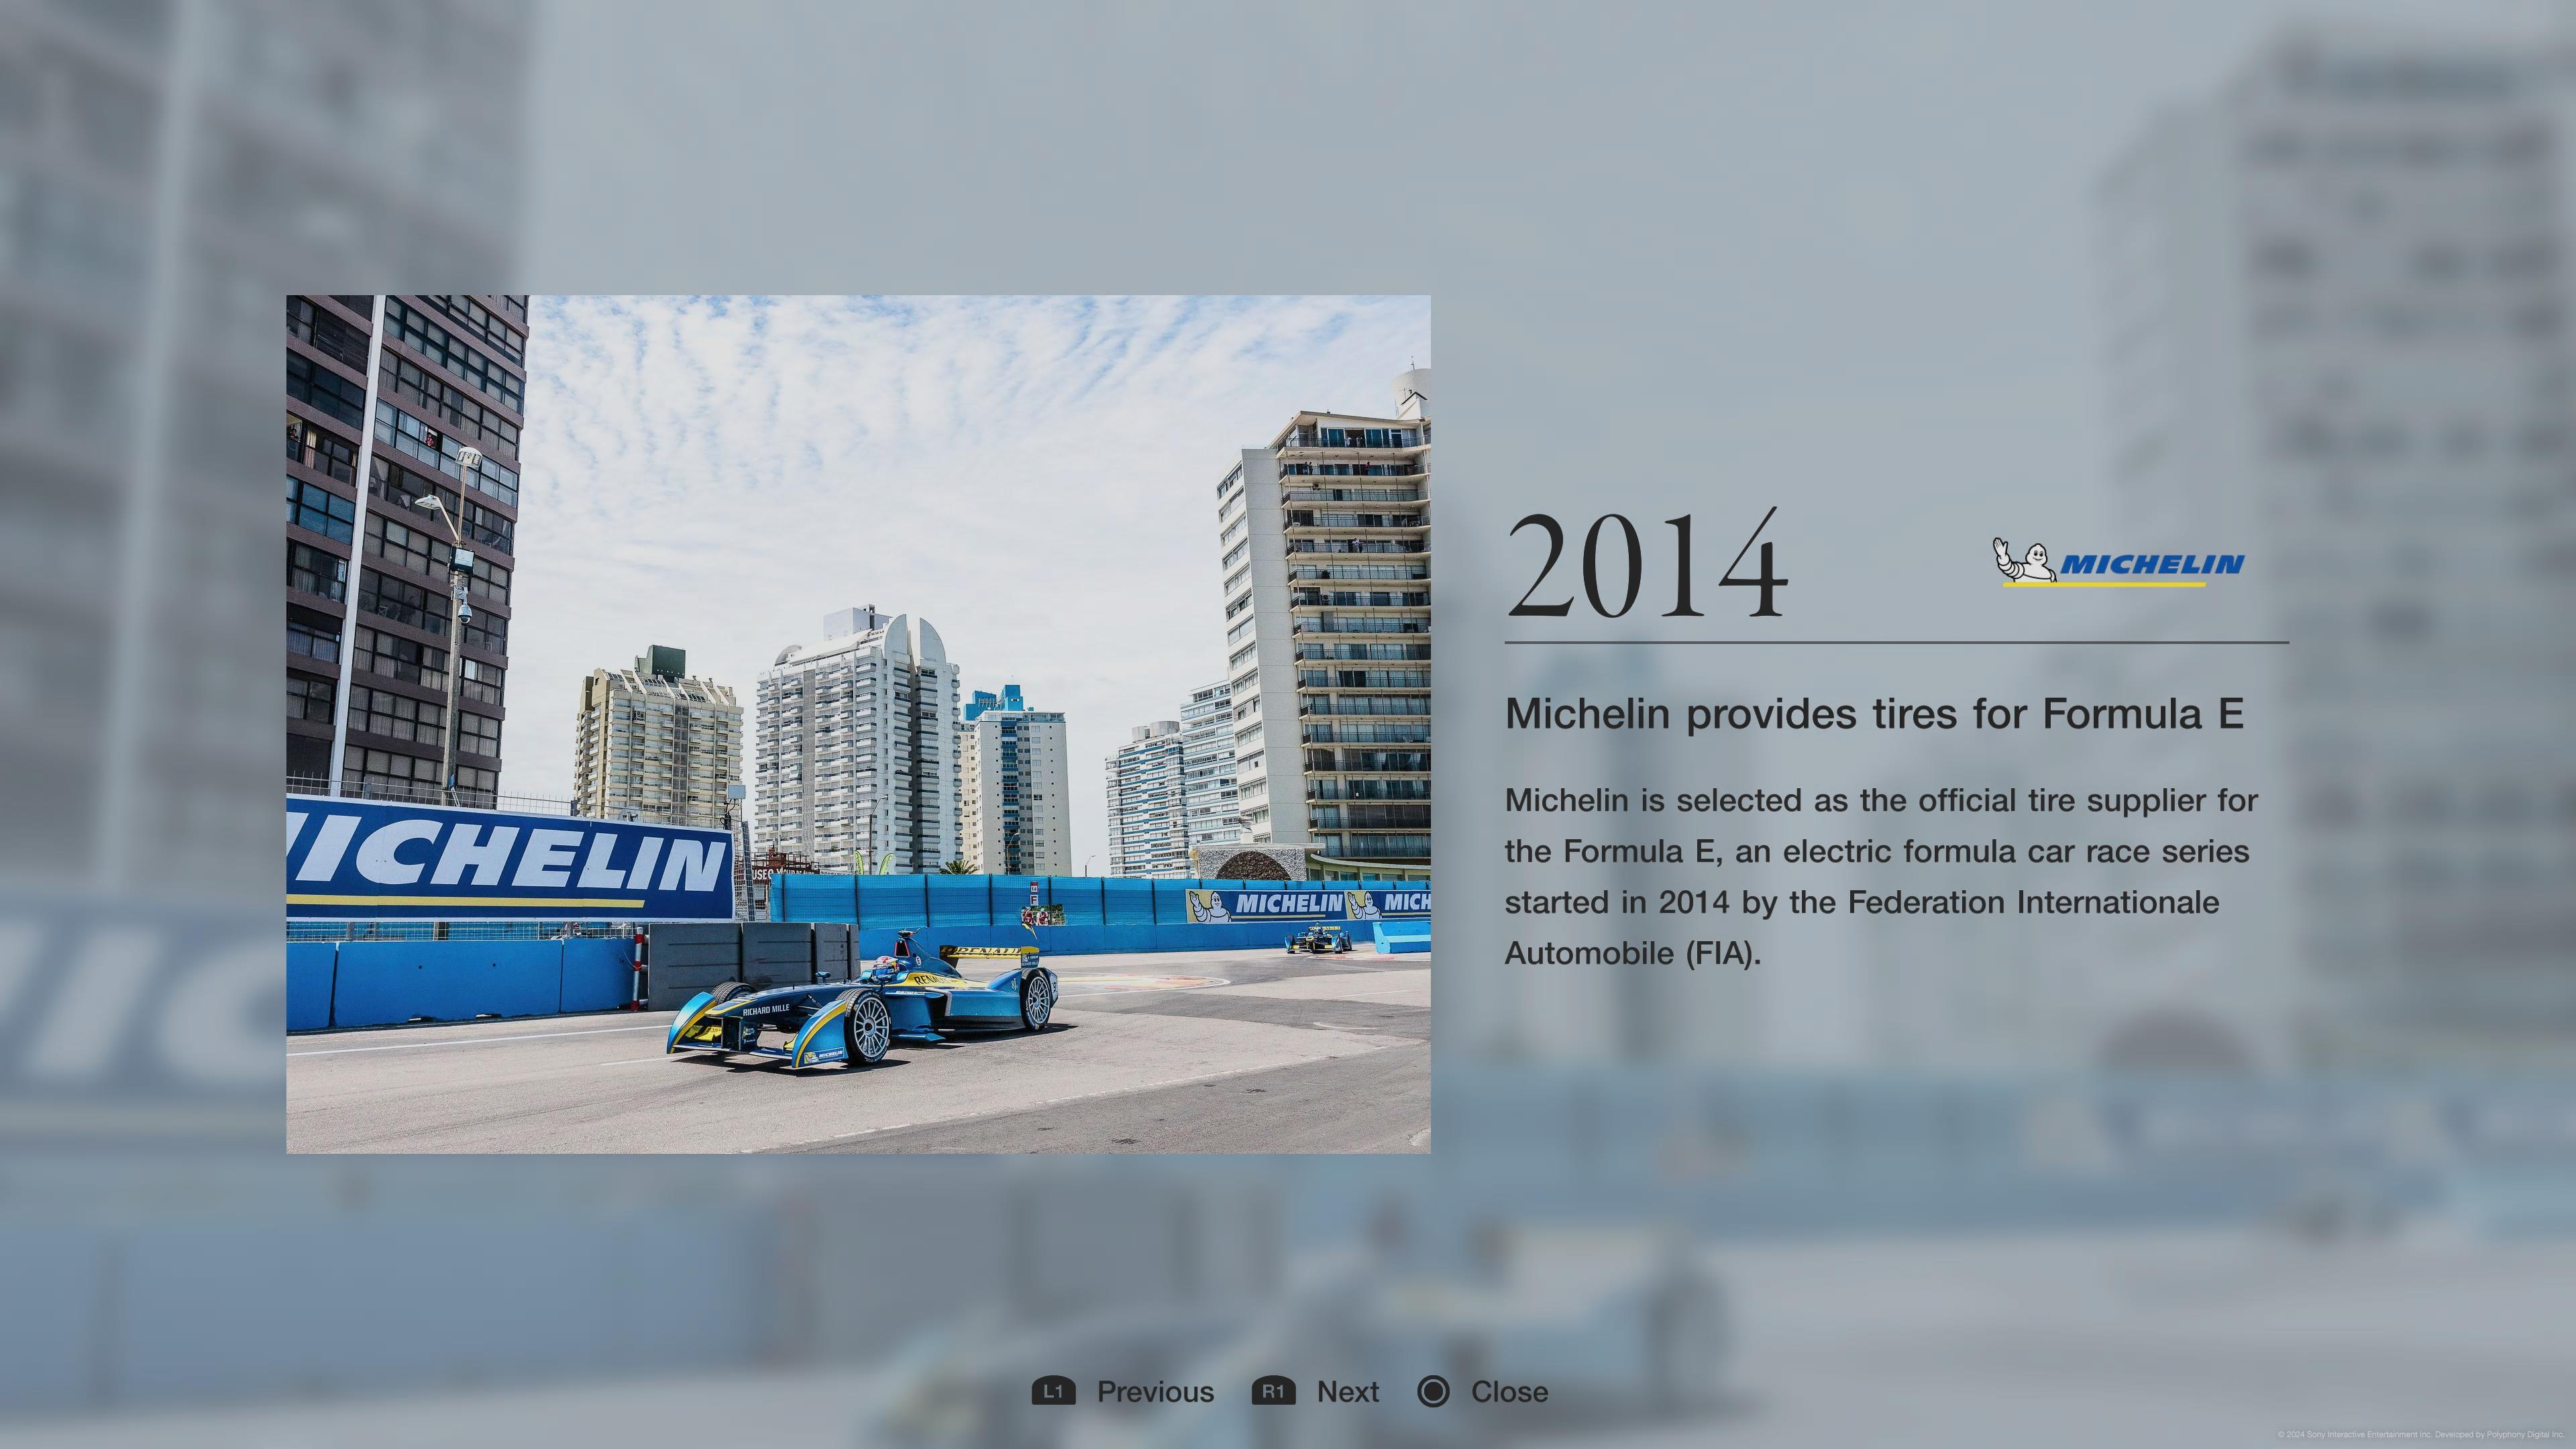 2014
MICHELIN
Michelin provides tires for Formula E
Michelin is selected as the official tire supplier for
the Formula E, an electric formula car race series
started in 2014 by the Federation Internationale
Automobile (FIA).
ICHELIN
MICHELIN
MICH
RENAULT
RICHARD MILLE
L1 Previous R1 Next Close
© 2024 Sony Interactive Entertainment Inc. Developed by Polyphony Digital Inc.